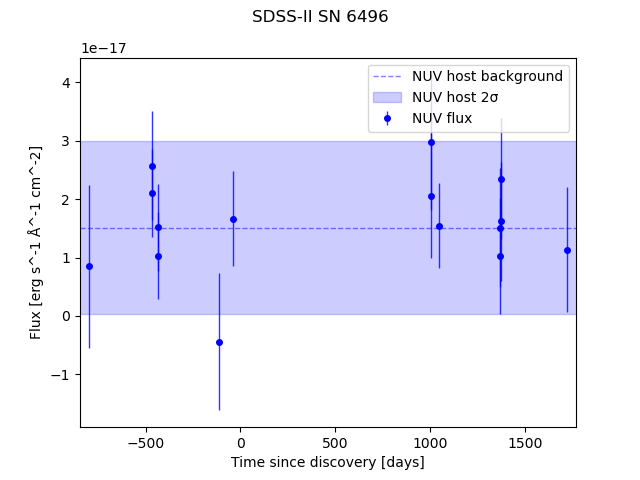 SDSS-II SN 6496
1e−17
NUV host background
NUV host 2σ
NUV flux
4
3
2
1
0
−1
Flux [erg s^-1 Å^-1 cm^-2]
−500
0
500
1000
1500
Time since discovery [days]